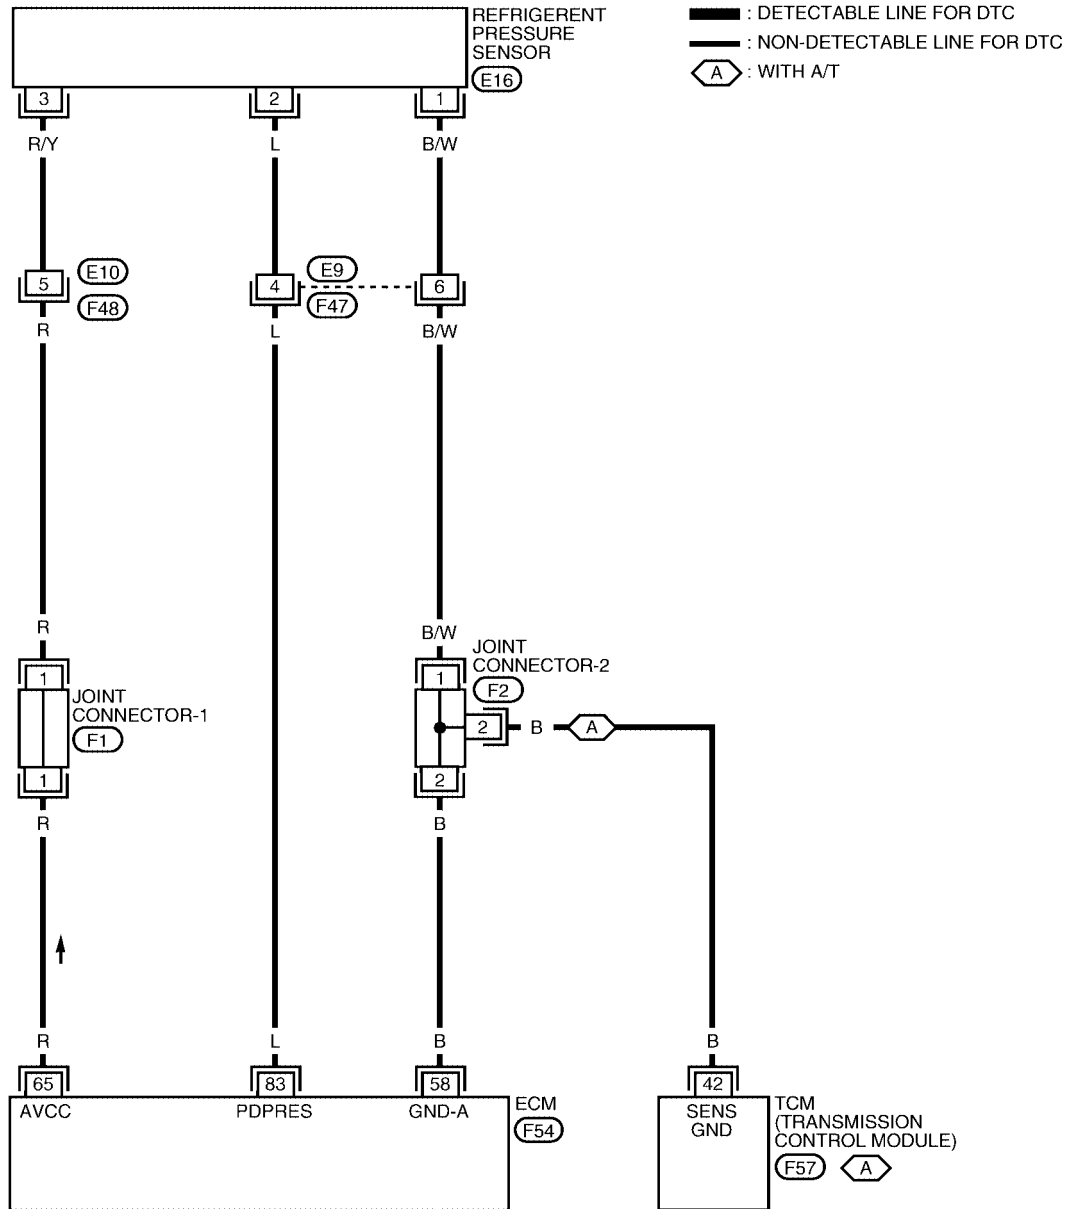 REFRIGERENT
PRESSURE
SENSOR
E16
: DETECTABLE LINE FOR DTC
: NON-DETECTABLE LINE FOR DTC
A : WITH A/T
3 2 1
R/Y L B/W
5 E10 F48
4 E9 F47 6
R L B/W
R B/W
JOINT
CONNECTOR-2
F2
1 1
JOINT
CONNECTOR-1
F1
2 B A
1 2
R B
R L B B
65 83 58 42
AVCC PDPRES GND-A
ECM
F54
SENS
GND
TCM
(TRANSMISSION
CONTROL MODULE)
F57 A